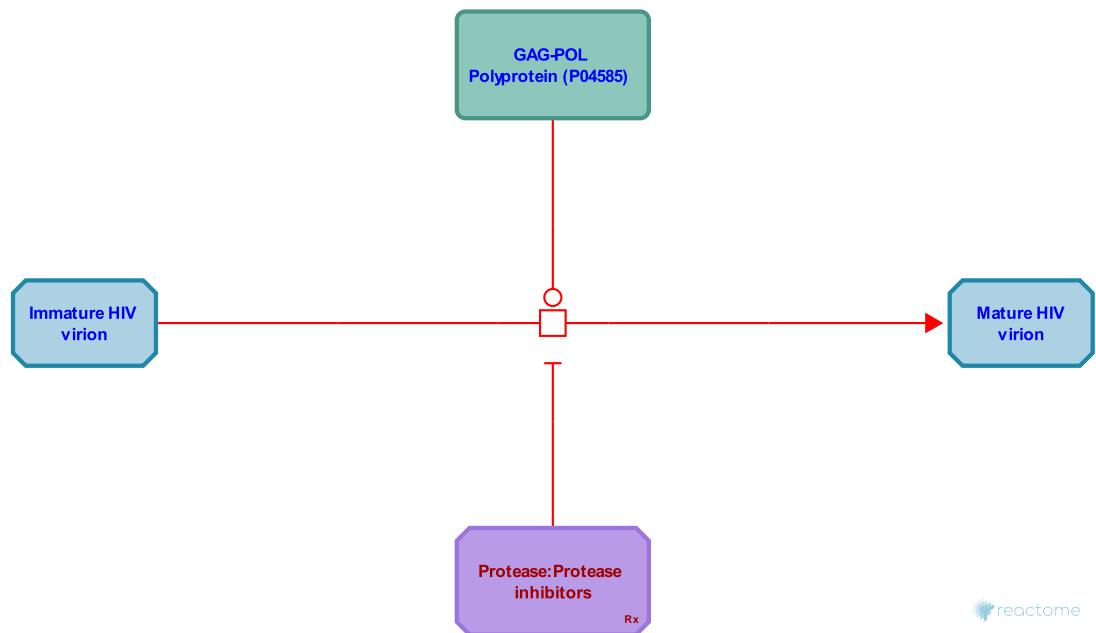 GAG-POL
Polyprotein (P04585)
Immature HIV
virion
Mature HIV
virion
Protease:Protease
inhibitors
Rx
reactome